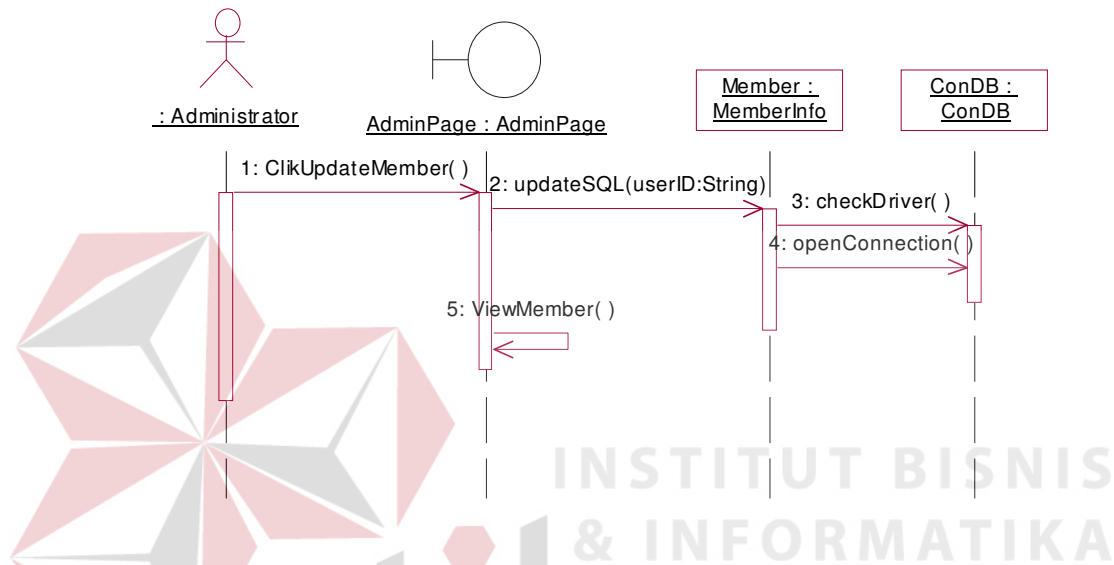 : Administrator
AdminPage : AdminPage
Member :
MemberInfo
ConDB :
ConDB
1: ClikUpdateMember( )
2: updateSQL(userID:String)
3: checkDriver( )
4: openConnection( )
5: ViewMember( )
INSTITUT BISNIS
& INFORMATIKA